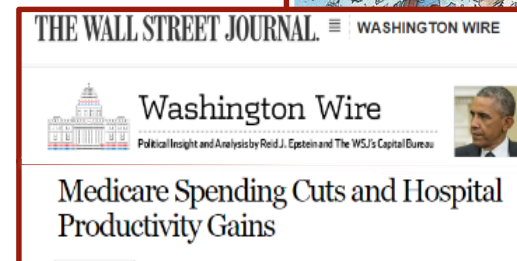 THE WALL STREET JOURNAL. ≡ WASHINGTON WIRE
Washington Wire
Political Insight and Analysis by Reid J. Epstein and The WSJ's Capital Bureau
Medicare Spending Cuts and Hospital
Productivity Gains